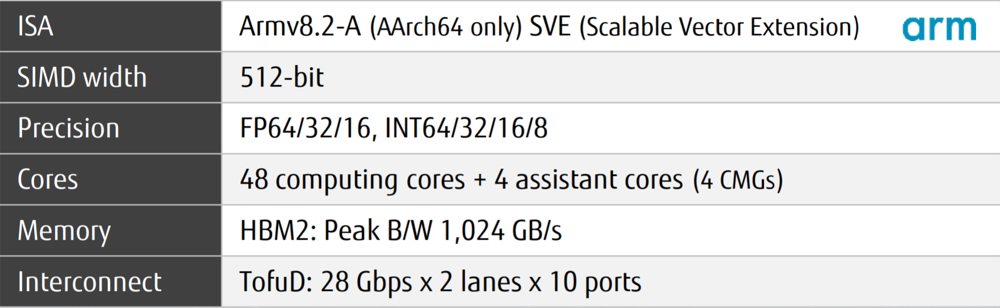 ISA Armv8.2-A (AArch64 only) SVE (Scalable Vector Extension) arm
SIMD width 512-bit
Precision FP64/32/16, INT64/32/16/8
Cores 48 computing cores + 4 assistant cores (4 CMGs)
Memory HBM2: Peak B/W 1,024 GB/s
Interconnect TofuD: 28 Gbps x 2 lanes x 10 ports